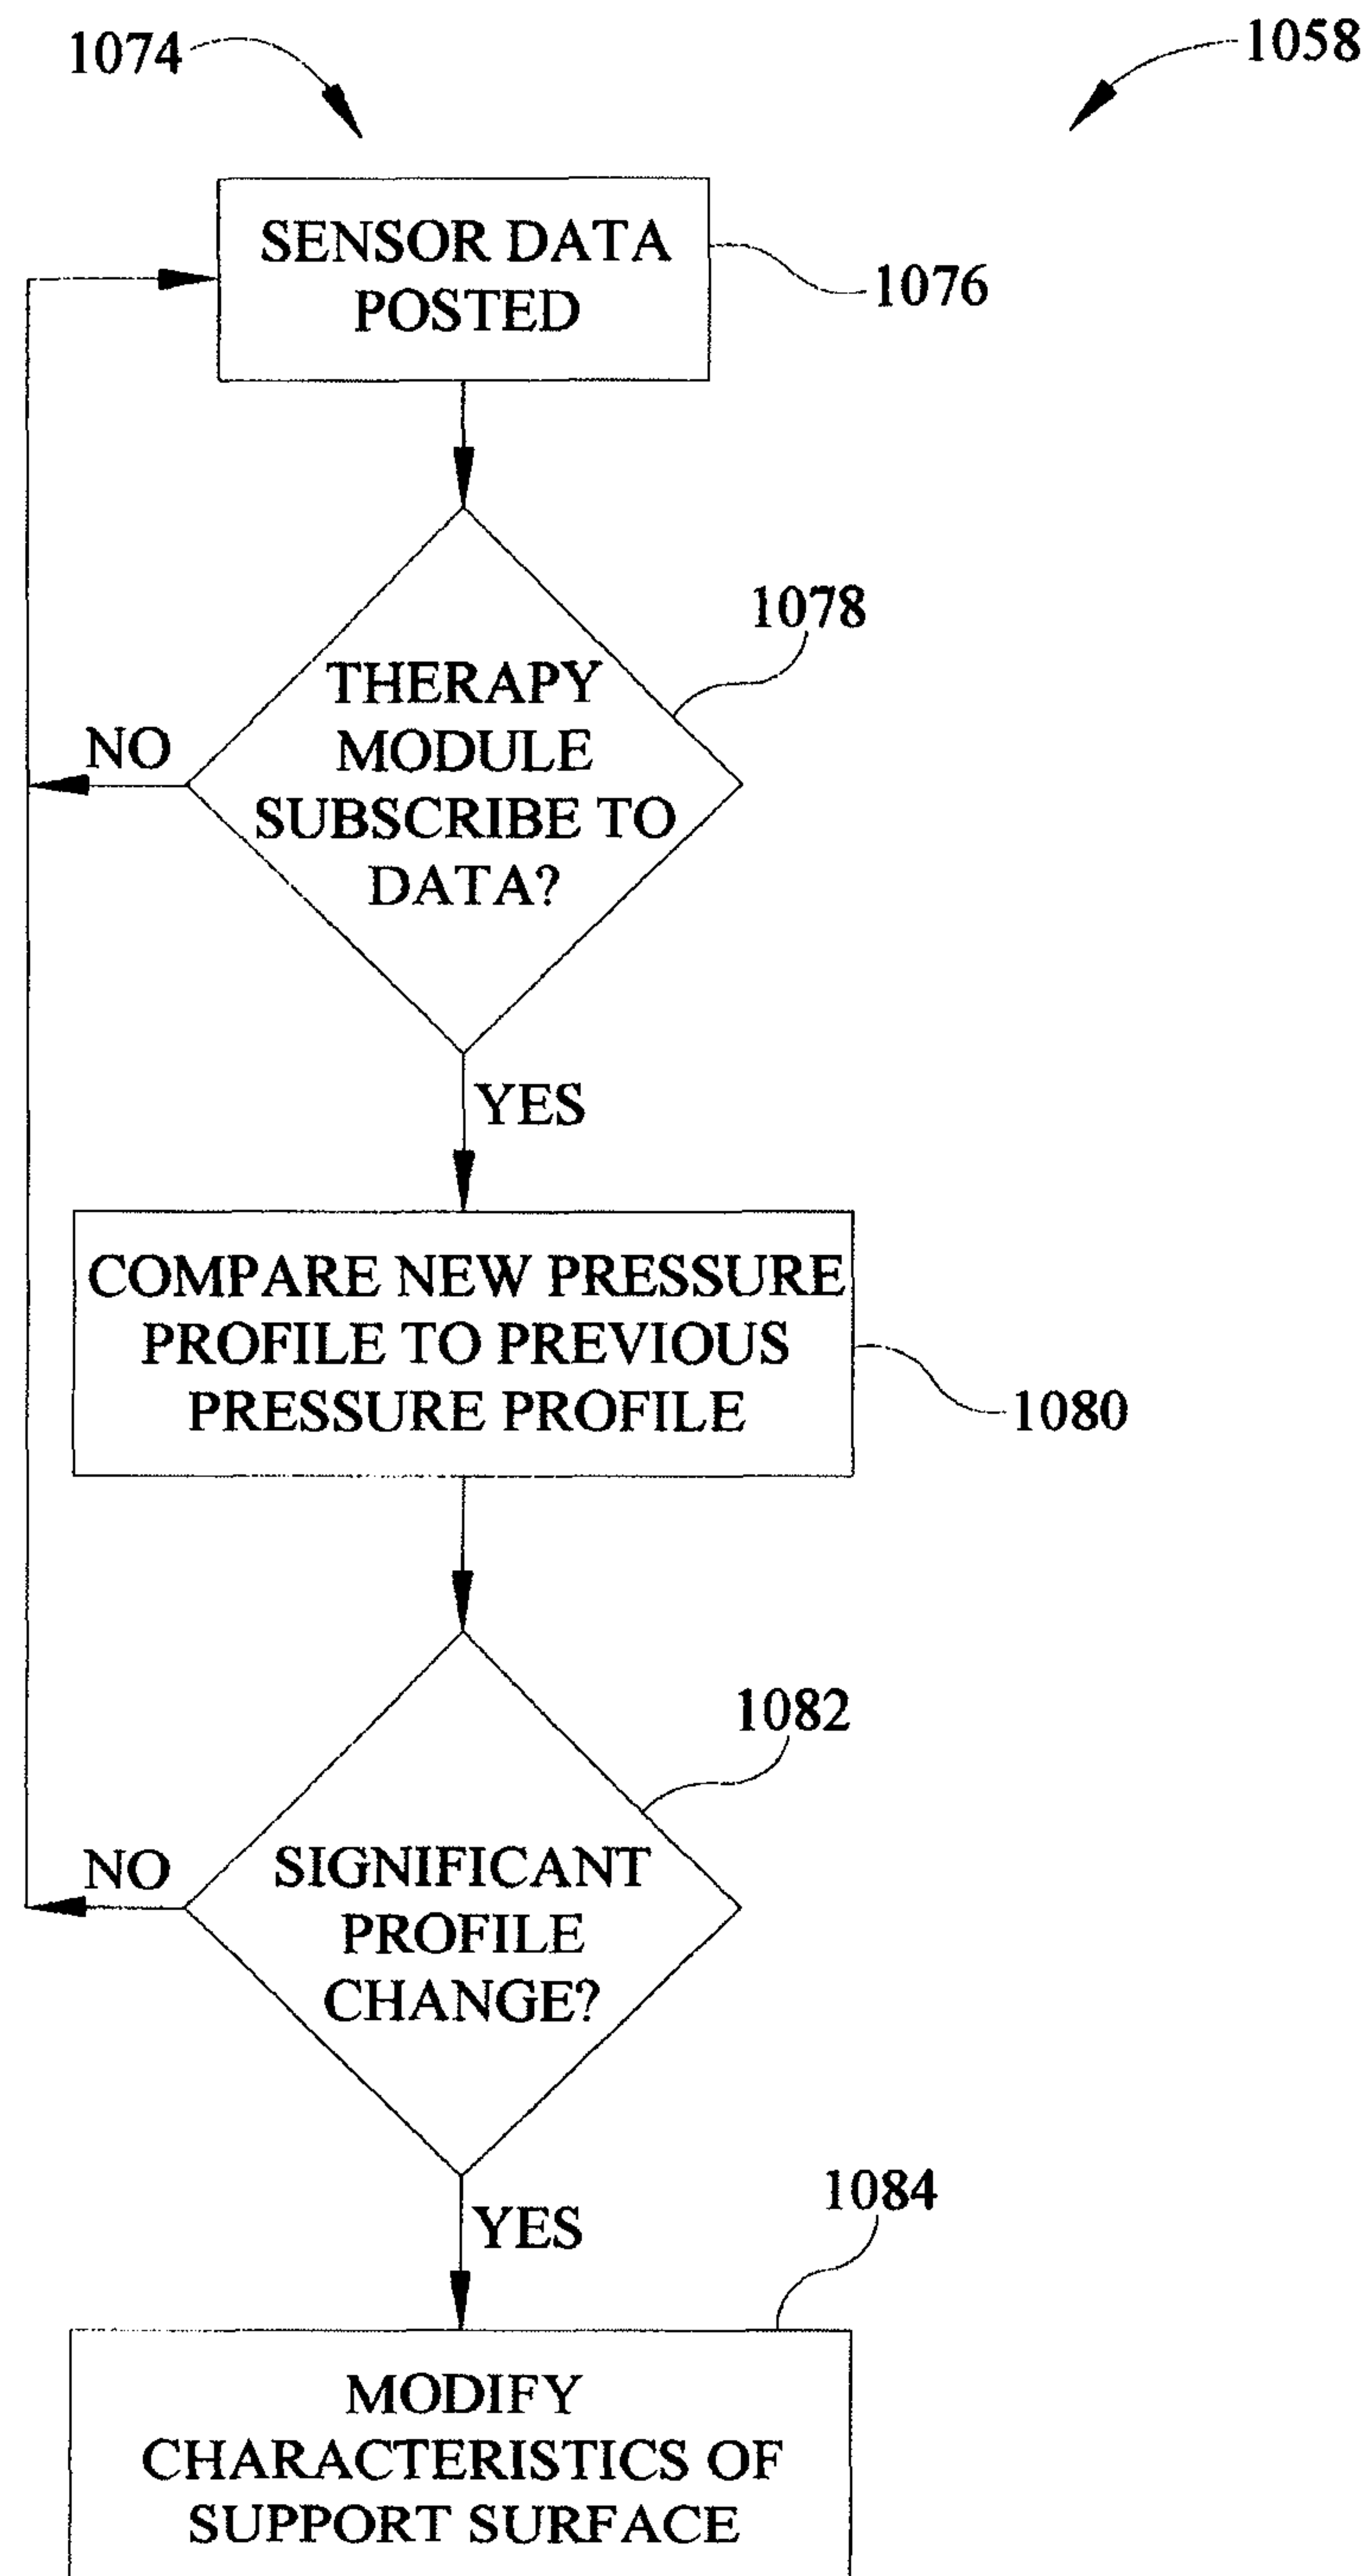 1074
1058
SENSOR DATA
POSTED
1076
1078
THERAPY
MODULE
SUBSCRIBE TO
DATA?
NO
YES
COMPARE NEW PRESSURE
PROFILE TO PREVIOUS
PRESSURE PROFILE
1080
1082
SIGNIFICANT
PROFILE
CHANGE?
NO
YES
1084
MODIFY
CHARACTERISTICS OF
SUPPORT SURFACE